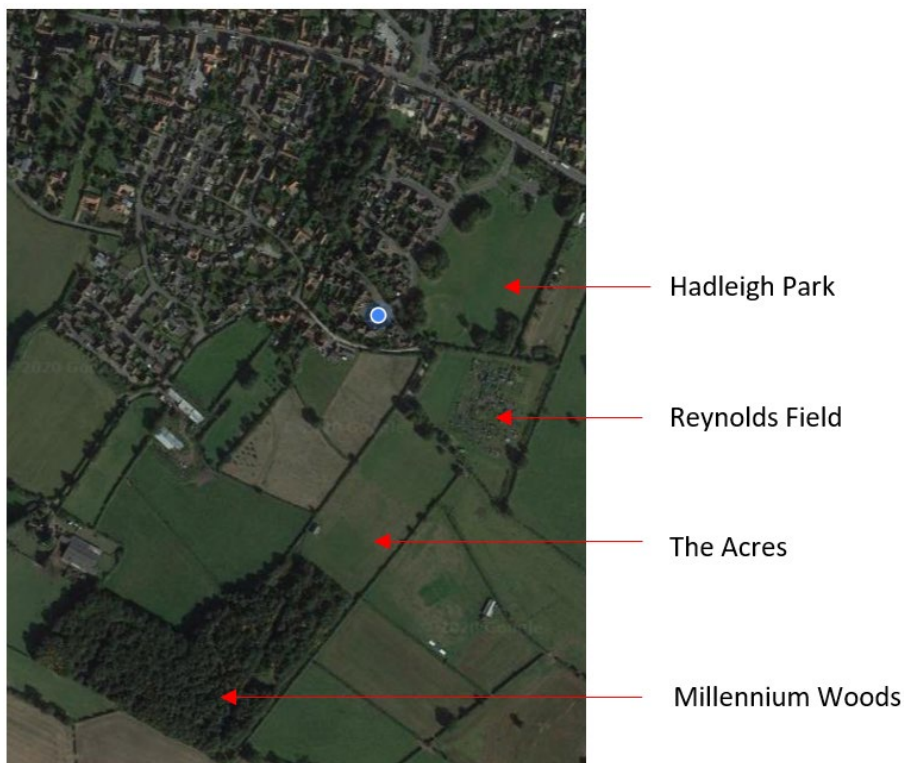 Hadleigh Park
Reynolds Field
The Acres
Millennium Woods